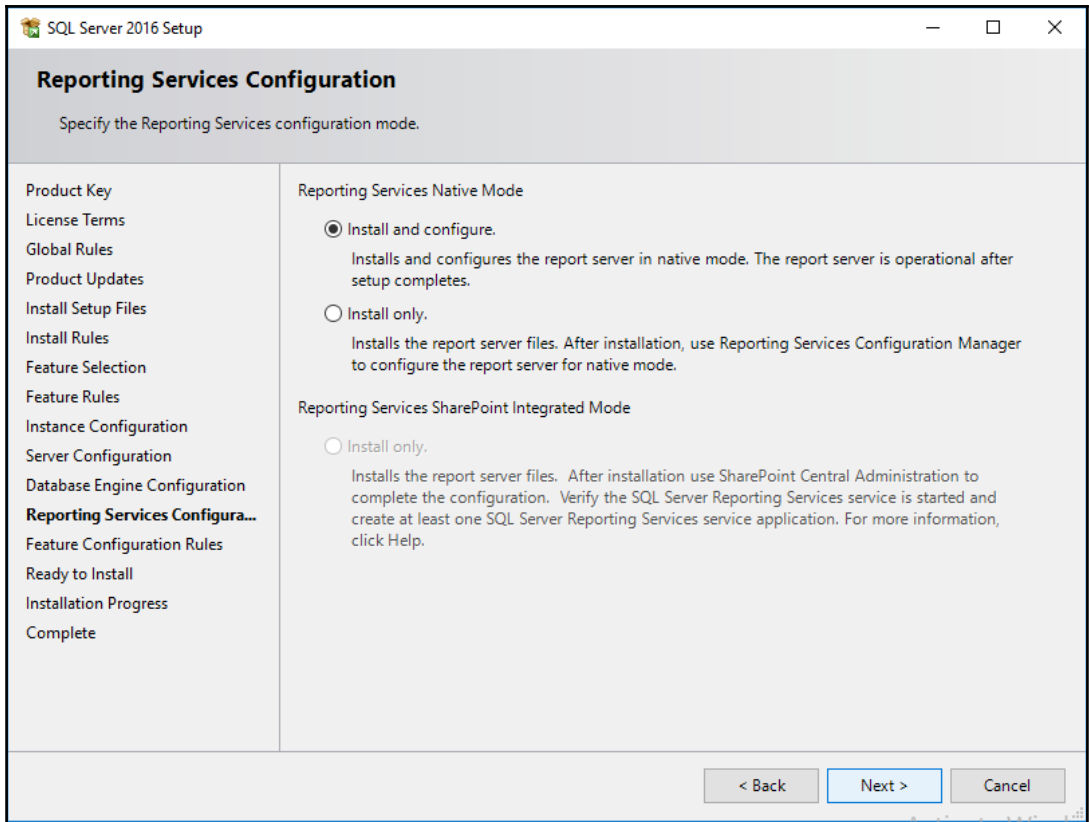 SQL Server 2016 Setup
Reporting Services Configuration
Specify the Reporting Services configuration mode.
Product Key
License Terms
Global Rules
Product Updates
Install Setup Files
Install Rules
Feature Selection
Feature Rules
Instance Configuration
Server Configuration
Database Engine Configuration
Reporting Services Configura...
Feature Configuration Rules
Ready to Install
Installation Progress
Complete
Reporting Services Native Mode
Install and configure.
Installs and configures the report server in native mode. The report server is operational after
setup completes.
Install only.
Installs the report server files. After installation, use Reporting Services Configuration Manager
to configure the report server for native mode.
Reporting Services SharePoint Integrated Mode
Install only.
Installs the report server files.  After installation use SharePoint Central Administration to
complete the configuration.  Verify the SQL Server Reporting Services service is started and
create at least one SQL Server Reporting Services service application. For more information,
click Help.
< Back
Next >
Cancel